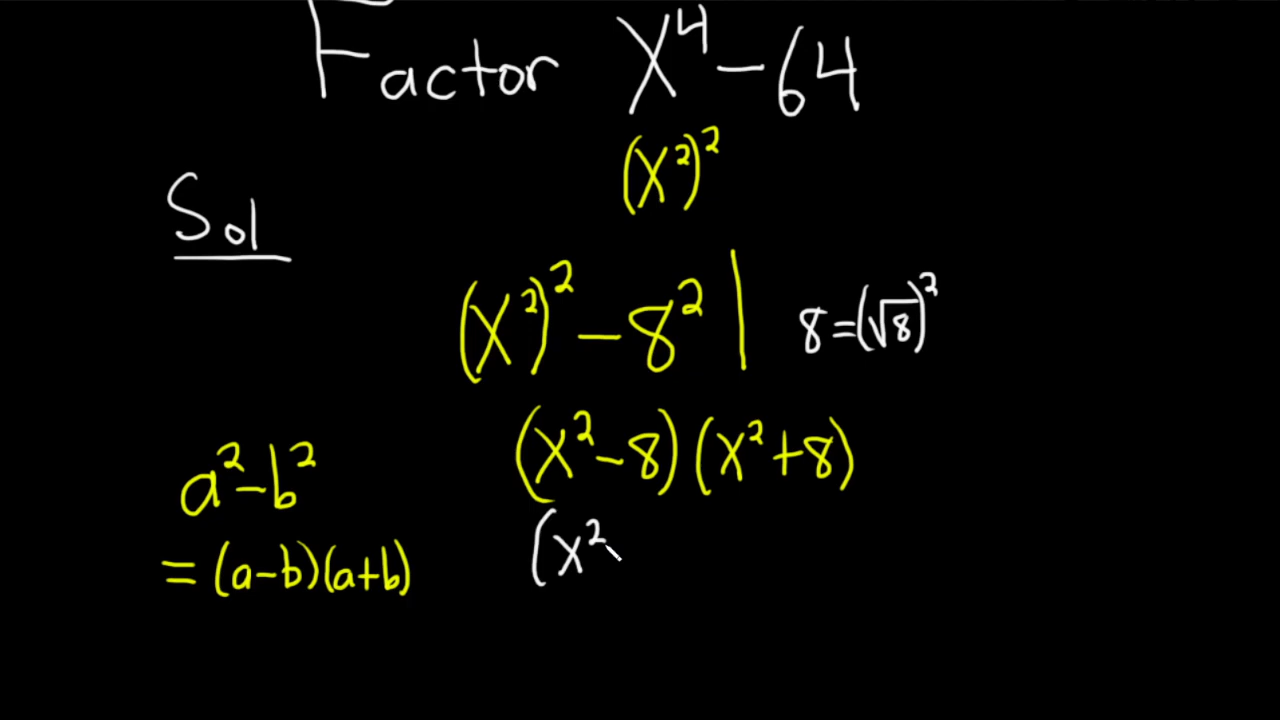 Factor X⁴-64
(X²)²
Sol
(X²)²-8² | 8=(√8)²
(X²-8)(X²+8)
a²-b²
=(a-b)(a+b)
(x²